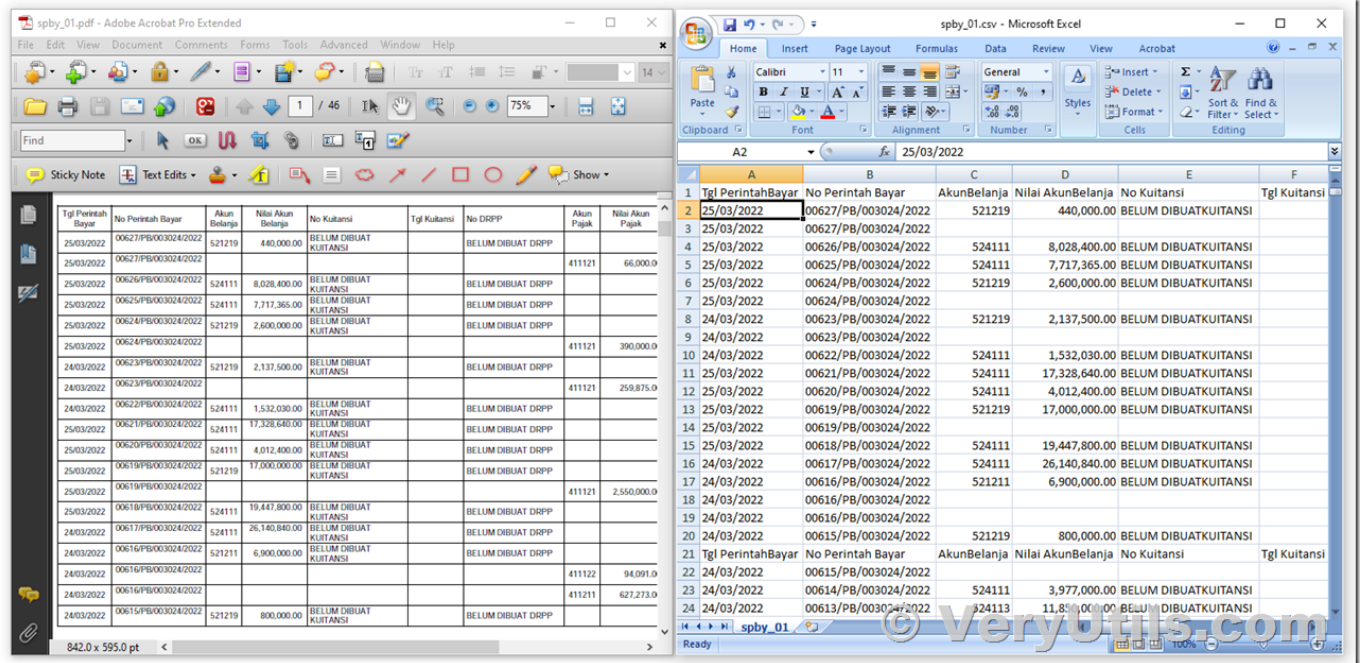 spby_01.pdf - Adobe Acrobat Pro Extended
File Edit View Document Comments Forms Tools Advanced Window Help
14
1 / 46 75%
Find OK
Sticky Note Text Edits Show
Tgl Perintah Bayar No Perintah Bayar Akun Belanja Nilai Akun Belanja No Kuitansi Tgl Kuitansi No DRPP Akun Pajak Nilai Akun Pajak
25/03/2022 00627/PB/003024/2022 521219 440,000.00 BELUM DIBUAT KUITANSI BELUM DIBUAT DRPP
25/03/2022 00627/PB/003024/2022 411121 66,000.0
25/03/2022 00626/PB/003024/2022 524111 8,028,400.00 BELUM DIBUAT KUITANSI BELUM DIBUAT DRPP
25/03/2022 00625/PB/003024/2022 524111 7,717,365.00 BELUM DIBUAT KUITANSI BELUM DIBUAT DRPP
25/03/2022 00624/PB/003024/2022 521219 2,600,000.00 BELUM DIBUAT KUITANSI BELUM DIBUAT DRPP
25/03/2022 00624/PB/003024/2022 411121 390,000.0
24/03/2022 00623/PB/003024/2022 521219 2,137,500.00 BELUM DIBUAT KUITANSI BELUM DIBUAT DRPP
24/03/2022 00623/PB/003024/2022 411121 259,875.0
24/03/2022 00622/PB/003024/2022 524111 1,532,030.00 BELUM DIBUAT KUITANSI BELUM DIBUAT DRPP
25/03/2022 00621/PB/003024/2022 524111 17,328,640.00 BELUM DIBUAT KUITANSI BELUM DIBUAT DRPP
25/03/2022 00620/PB/003024/2022 524111 4,012,400.00 BELUM DIBUAT KUITANSI BELUM DIBUAT DRPP
25/03/2022 00619/PB/003024/2022 521219 17,000,000.00 BELUM DIBUAT KUITANSI BELUM DIBUAT DRPP
25/03/2022 00619/PB/003024/2022 411121 2,550,000.0
25/03/2022 00618/PB/003024/2022 524111 19,447,800.00 BELUM DIBUAT KUITANSI BELUM DIBUAT DRPP
24/03/2022 00617/PB/003024/2022 524111 26,140,840.00 BELUM DIBUAT KUITANSI BELUM DIBUAT DRPP
24/03/2022 00616/PB/003024/2022 521211 6,900,000.00 BELUM DIBUAT KUITANSI BELUM DIBUAT DRPP
24/03/2022 00616/PB/003024/2022 411122 94,091.0
24/03/2022 00616/PB/003024/2022 411211 627,273.0
24/03/2022 00615/PB/003024/2022 521219 800,000.00 BELUM DIBUAT KUITANSI BELUM DIBUAT DRPP
842.0 x 595.0 pt
spby_01.csv - Microsoft Excel
Home Insert Page Layout Formulas Data Review View Acrobat
Calibri 11 General Insert
Paste B I U A A % , Styles Delete Sort & Filter Find & Select
Format
Clipboard Font Alignment Number Cells Editing
A2 fx 25/03/2022
A B C D E F
1 Tgl PerintahBayar No Perintah Bayar AkunBelanja Nilai AkunBelanja No Kuitansi Tgl Kuitansi
2 25/03/2022 00627/PB/003024/2022 521219 440,000.00 BELUM DIBUATKUITANSI
3 25/03/2022 00627/PB/003024/2022
4 25/03/2022 00626/PB/003024/2022 524111 8,028,400.00 BELUM DIBUATKUITANSI
5 25/03/2022 00625/PB/003024/2022 524111 7,717,365.00 BELUM DIBUATKUITANSI
6 25/03/2022 00624/PB/003024/2022 521219 2,600,000.00 BELUM DIBUATKUITANSI
7 25/03/2022 00624/PB/003024/2022
8 24/03/2022 00623/PB/003024/2022 521219 2,137,500.00 BELUM DIBUATKUITANSI
9 24/03/2022 00623/PB/003024/2022
10 24/03/2022 00622/PB/003024/2022 524111 1,532,030.00 BELUM DIBUATKUITANSI
11 25/03/2022 00621/PB/003024/2022 524111 17,328,640.00 BELUM DIBUATKUITANSI
12 25/03/2022 00620/PB/003024/2022 524111 4,012,400.00 BELUM DIBUATKUITANSI
13 25/03/2022 00619/PB/003024/2022 521219 17,000,000.00 BELUM DIBUATKUITANSI
14 25/03/2022 00619/PB/003024/2022
15 25/03/2022 00618/PB/003024/2022 524111 19,447,800.00 BELUM DIBUATKUITANSI
16 24/03/2022 00617/PB/003024/2022 524111 26,140,840.00 BELUM DIBUATKUITANSI
17 24/03/2022 00616/PB/003024/2022 521211 6,900,000.00 BELUM DIBUATKUITANSI
18 24/03/2022 00616/PB/003024/2022
19 24/03/2022 00616/PB/003024/2022
20 24/03/2022 00615/PB/003024/2022 521219 800,000.00 BELUM DIBUATKUITANSI
21 Tgl PerintahBayar No Perintah Bayar AkunBelanja Nilai AkunBelanja No Kuitansi Tgl Kuitansi
22 24/03/2022 00615/PB/003024/2022
23 24/03/2022 00614/PB/003024/2022 524111 3,977,000.00 BELUM DIBUATKUITANSI
24 24/03/2022 00613/PB/003024/2022 524113 BELUM DIBUATKUITANSI
© VeryUtils.com
spby_01
Ready 100%